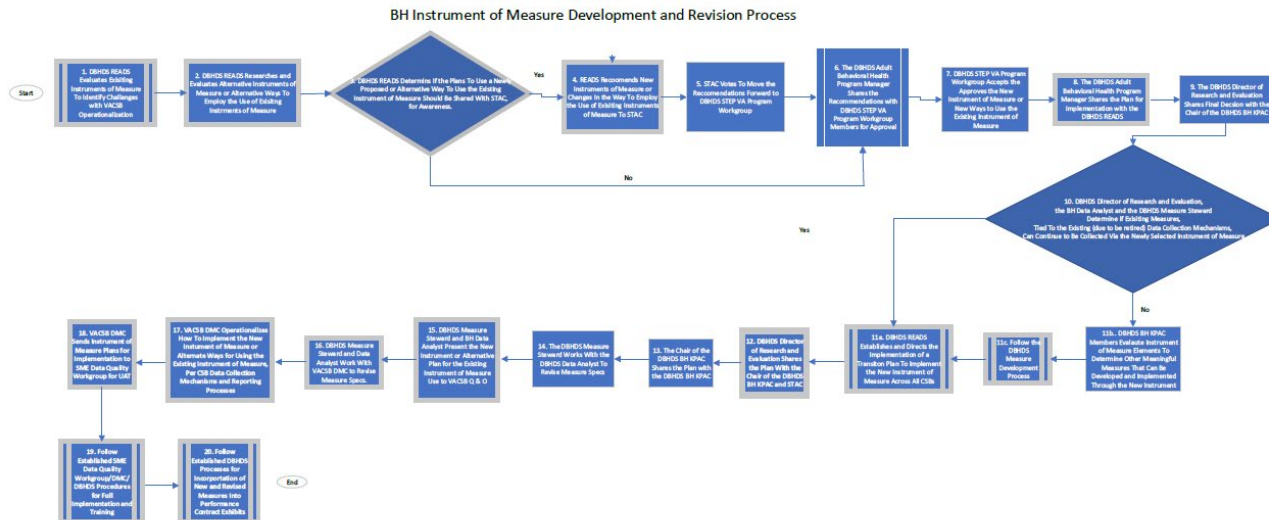 BH Instrument of Measure Development and Revision Process
Start
1. DBHDS READS
Evaluates Exisiting
Instruments of Measure
To Identify Challenges
with VACSB
Operationalization
2. DBHDS READS Researches and
Evaluates Alternative Instruments of
Measure or Alternative Ways To
Employ the Use of Existing
Instrments of Measure
3. DBHDS READS Determins If the Plans To Use a New
Proposed or Alternative Way To Use the Existing
Instrument of Measure Should Be Shared With STAC,
for Awareness.
Yes
No
4. READS Reccomends New
Instruments of Measure or
Changes In the Way To Employ
the Use of Existing Instruments
of Measure To STAC
5. STAC Votes To Move the
Recomendations Forward to
DBHDS STEP VA Program
Workgroup
6. The DBHDS Adult
Behavioral Health
Program Manager
Shares the
Recommendations with
DBHDS STEP VA
Program Workgroup
Members for Approval
7. DBHDS STEP VA Program
Workgroup Accepts the
Approves the New
Instrument of Measure or
New Ways to Use the
Existing Instrument of
Measure
8. The DBHDS Adult
Behavioral Health Program
Manager Shares the Plan for
Implementation with the
DBHDS READS
9. The DBHDS Director of
Research and Evaluation
Shares Final Decision with the
Chair of the DBHDS BH KPAC
10. DBHDS Director of Research and Evaluation,
the BH Data Analyst and the DBHDS Measure Steward
Determine If Exisiting Measures,
Tied To the Existing (due to be retired) Data Collection Mechanisms,
Can Continue to Be Collected Via the Newly Selected Instrument of Measure
Yes
No
18. VACSB DMC
Sends Instrument of
Measure Plans for
Implementation to
SME Data Quality
Workgroup for UAT
17. VACSB DMC Operationalizes
How To Implement the New
Instrument of Measure or
Alternate Ways for Using the
Existing Instrument of Measure,
Per CSB Data Collection
Mechanisms and Reporting
Processes
16. DBHDS Measure
Steward and Data
Analyst Work With
VACSB DMC to Revise
Measure Specs.
15. DBHDS Measure
Steward and BH Data
Analyst Present the New
Instrument or Alternative
Plan for the Existing
Instrument of Measure
Use to VACSB Q & O
14. The DBHDS Measure
Steward Works With the
DBHDS Data Analyst To
Revise Measure Specs
13. The Chair of the
DBHDS BH KPAC
Shares the Plan with
the DBHDS BH KPAC
12. DBHDS Director
of Research and
Evaluation Shares
the Plan With the
Chair of the DBHDS
BH KPAC and STAC
11a. DBHDS READS
Establishes and Directs the
Implementation of a
Transiton Plan To Implement
the New Instrument of
Measure Across All CSBs
11c. Follow the
DBHDS
Measure
Development
Process
11b.. DBHDS BH KPAC
Members Evaluate Instrument
of Measure Elements To
Determine Other Meaningful
Measures That Can Be
Developed and Implemented
Through the New Instrument
19. Follow
Established SME
Data Quality
Workgroup/DMC/
DBHDS Procedures
for Full
Implementation and
Training
20. Follow
Established DBHDS
Processes for
Incorportation of
New and Revised
Measures Into
Performance
Contract Exhibits
End